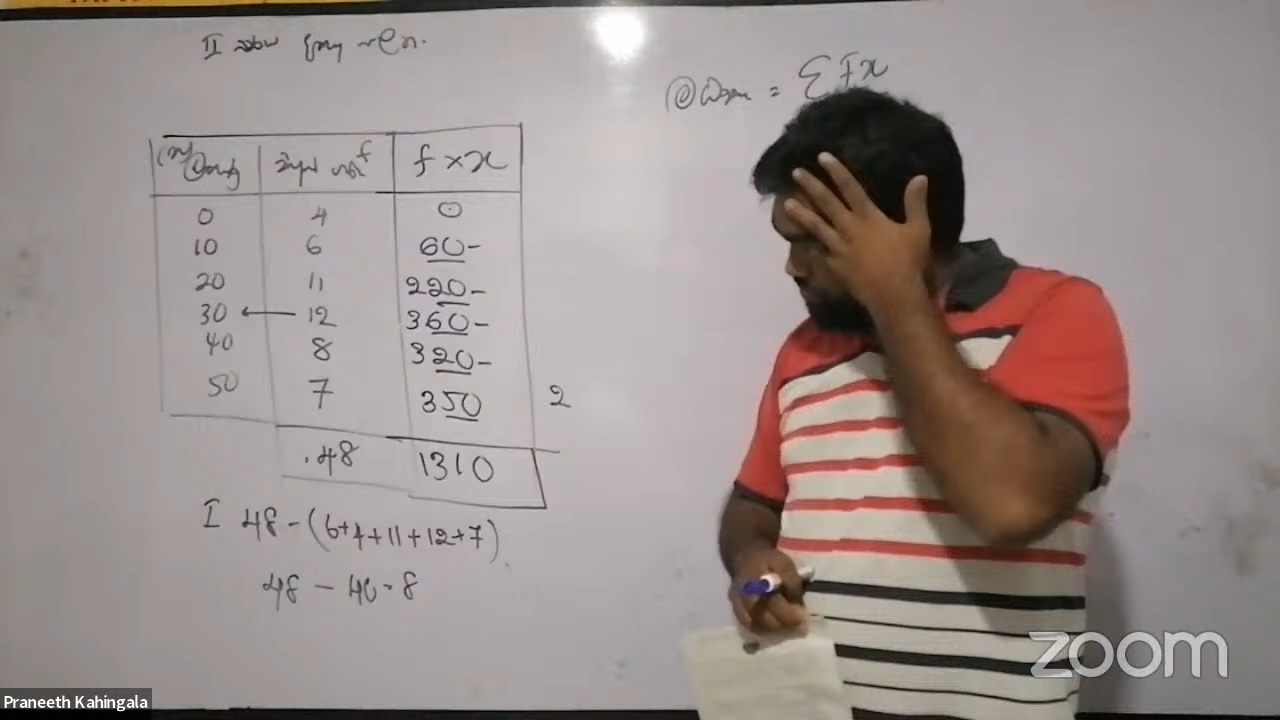 = Σ fx
f f × x
0 4 0
10 6 60-
20 11 220-
30 ← 12 360-
40 8 320-
50 7 350 2
.48 1310
I 48-(6+4+11+12+7)
48 - 40 = 8
zoom
Praneeth Kahingala